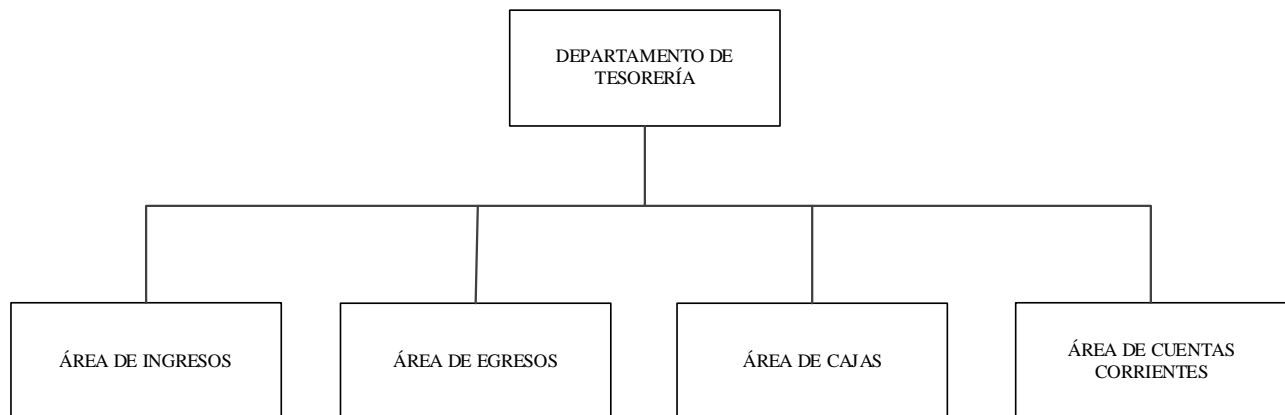 DEPARTAMENTO DE
TESORERÍA
ÁREA DE INGRESOS
ÁREA DE EGRESOS
ÁREA DE CAJAS
ÁREA DE CUENTAS
CORRIENTES